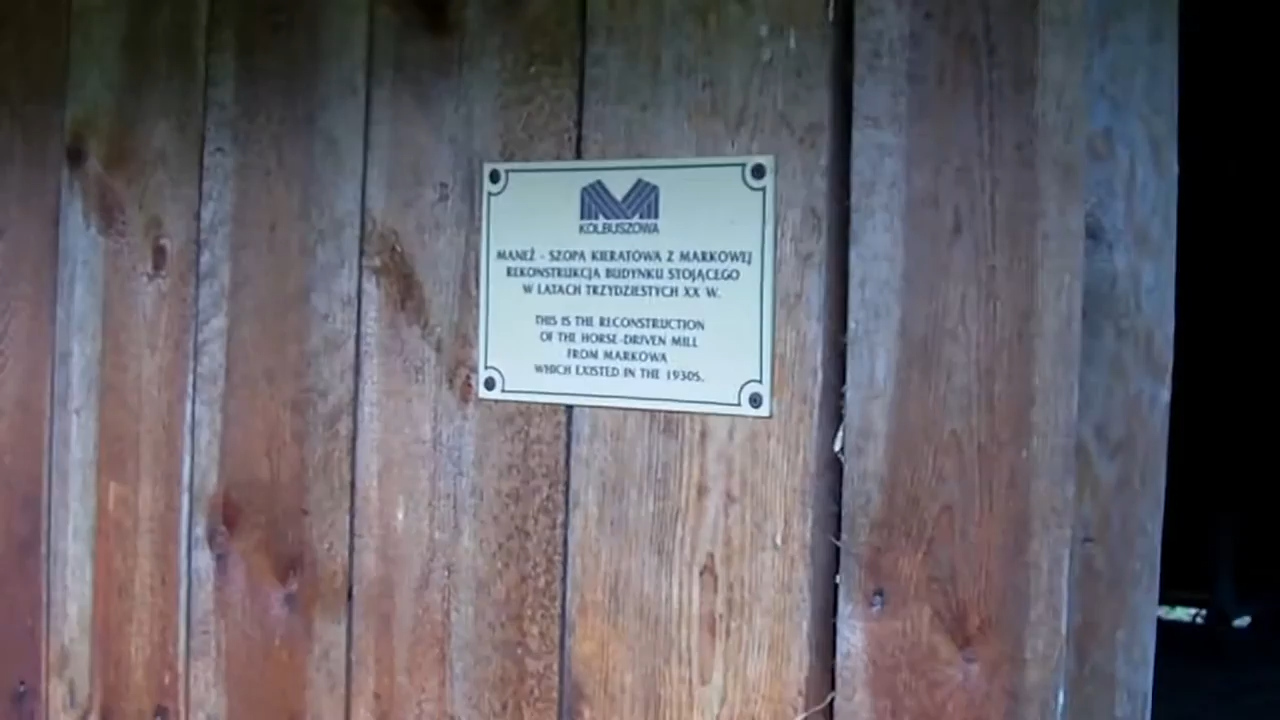 KOLBUSZOWA
MANEŻ - SZOPA KIERATOWA Z MARKOWEJ
REKONSTRUKCJA BUDYNKU STOJĄCEGO
W LATACH TRZYDZIESTYCH XX W.
THIS IS THE RECONSTRUCTION
OF THE HORSE-DRIVEN MILL
FROM MARKOWA
WHICH EXISTED IN THE 1930S.